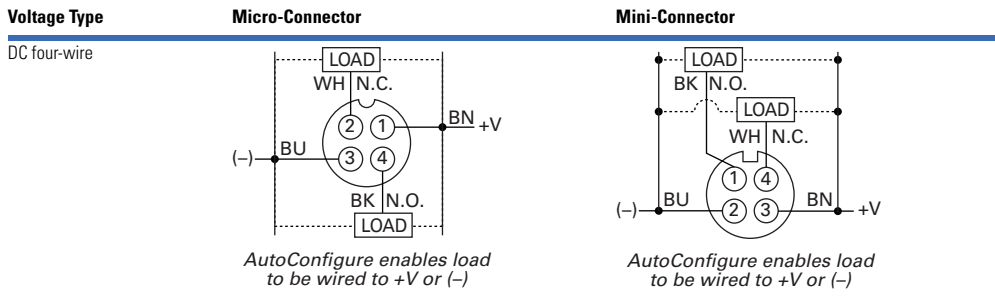 Voltage Type Micro-Connector Mini-Connector
DC four-wire
LOAD
WH N.C.
2 1
BN +V
(–) BU
3 4
BK N.O.
LOAD
AutoConfigure enables load
to be wired to +V or (–)
LOAD
BK N.O.
LOAD
WH N.C.
1 4
(–) BU
2 3
BN +V
AutoConfigure enables load
to be wired to +V or (–)